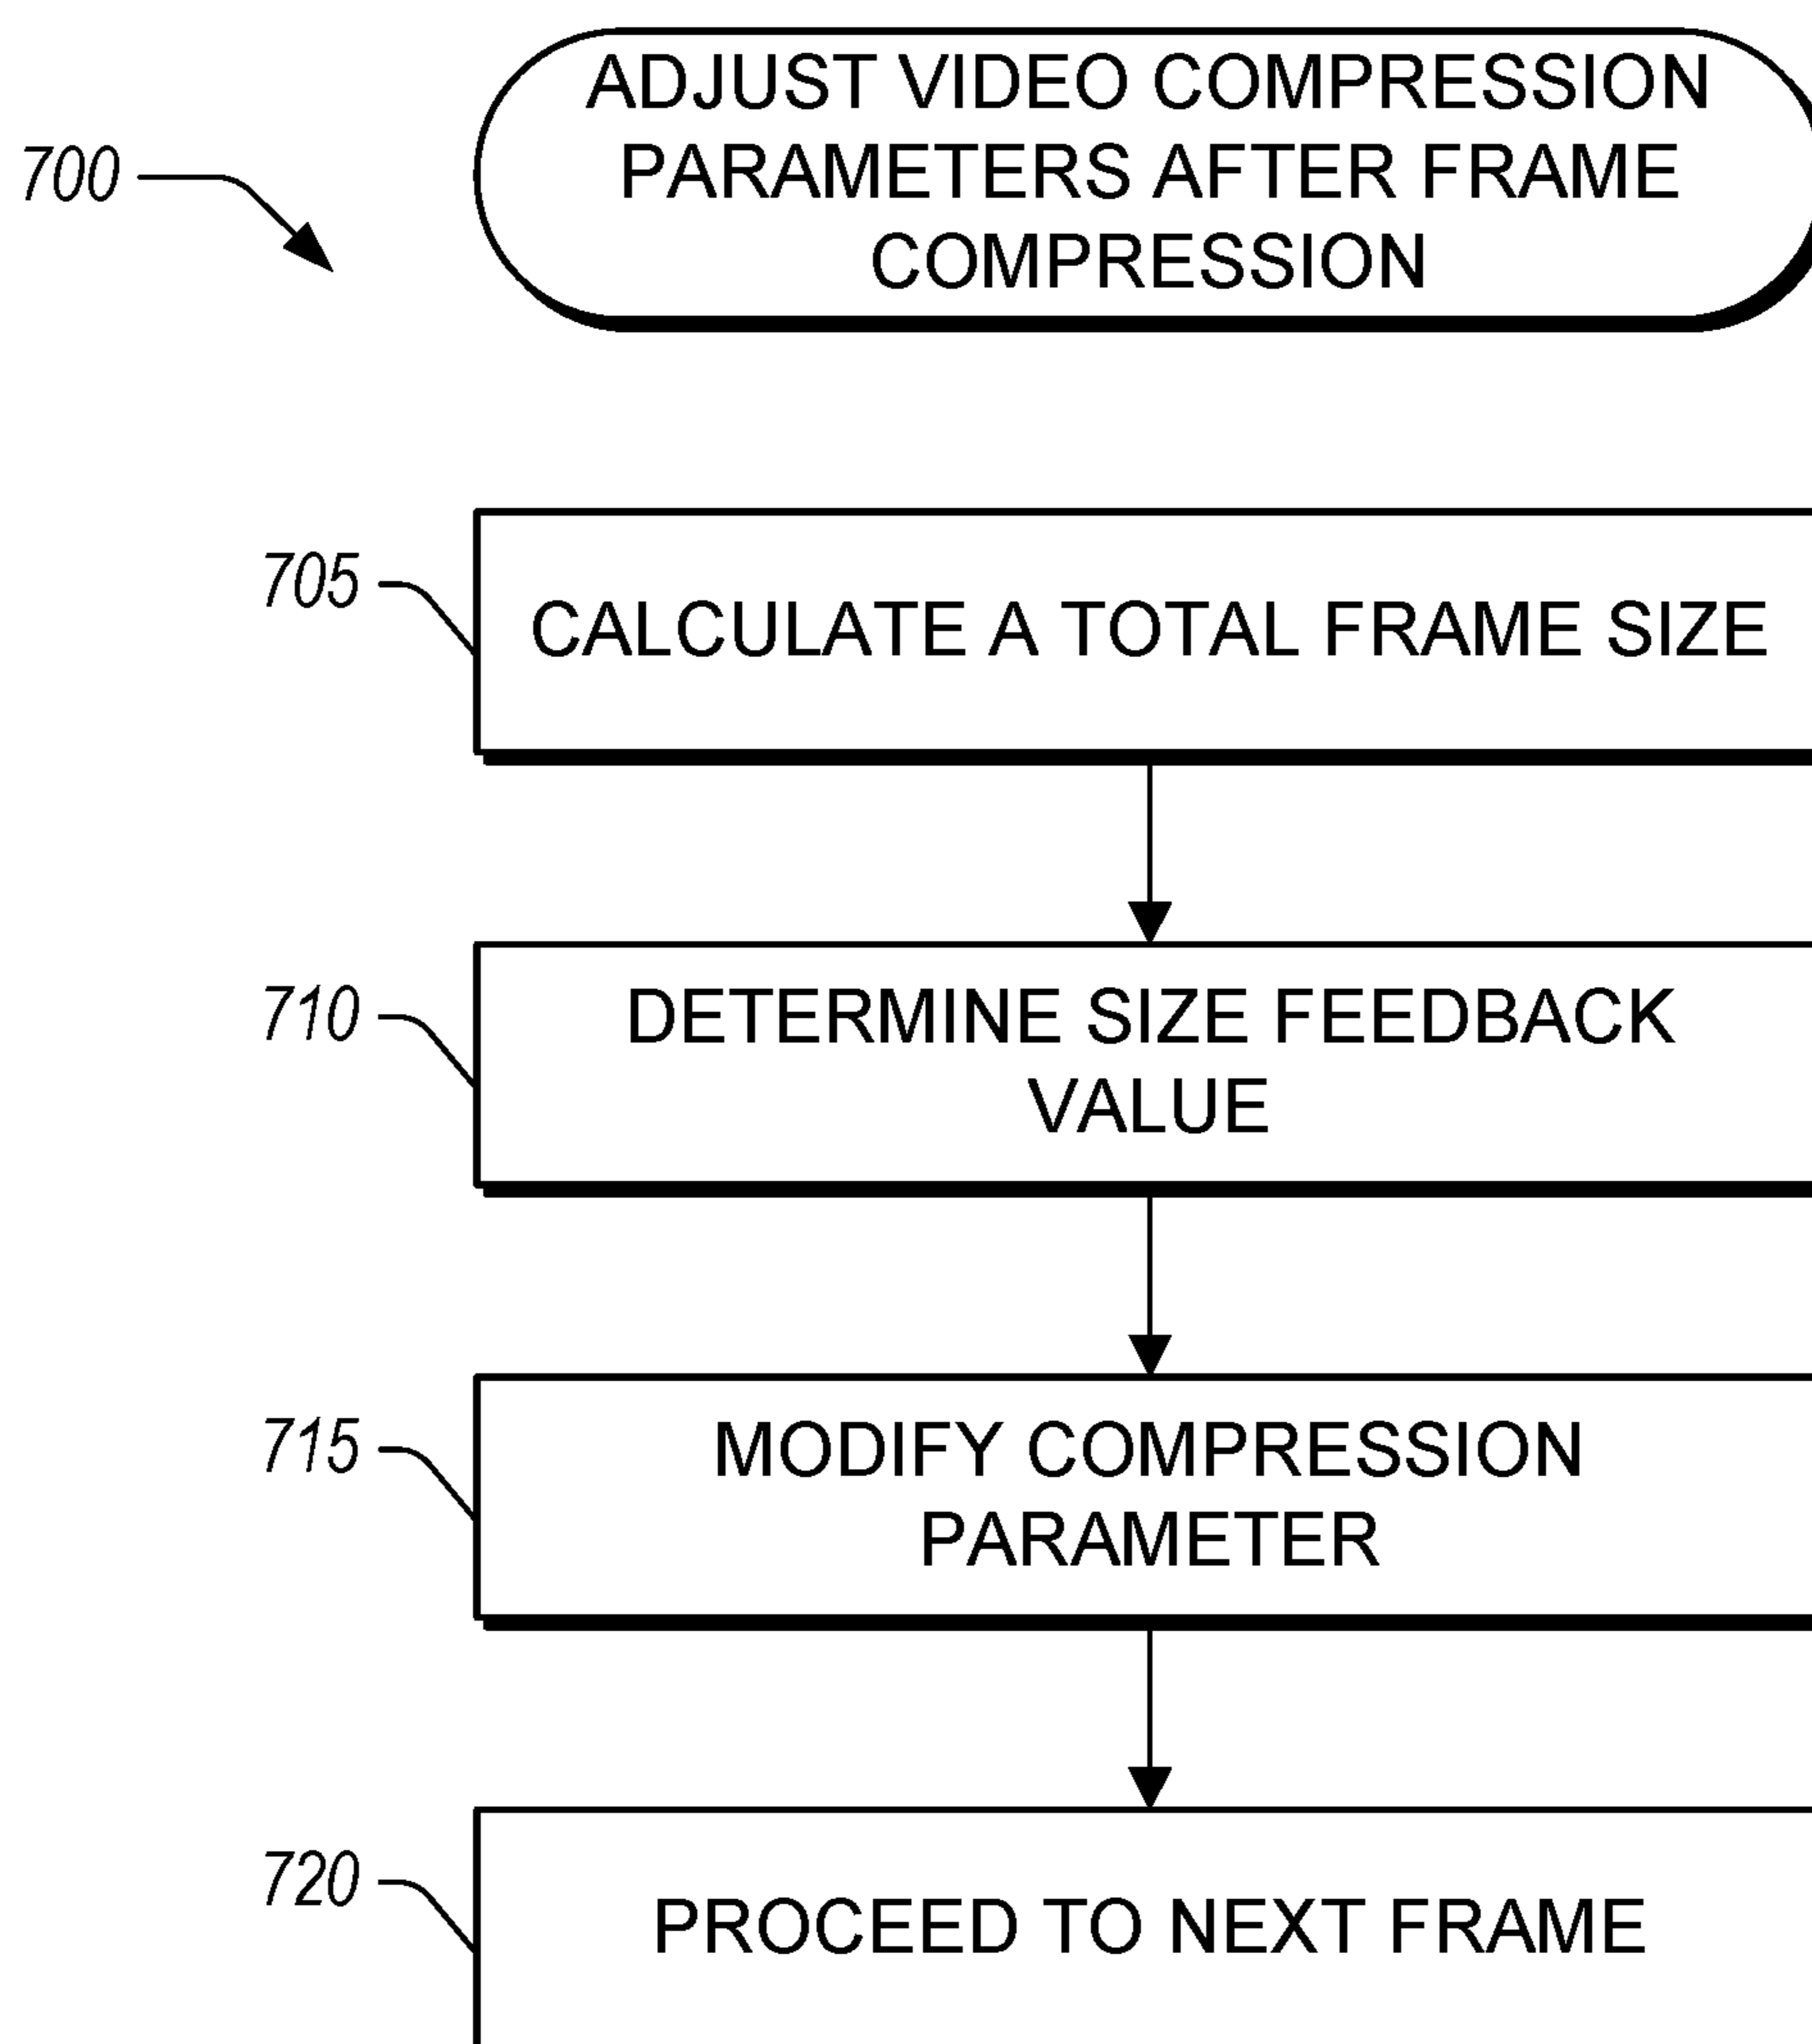 ADJUST VIDEO COMPRESSION
PARAMETERS AFTER FRAME
COMPRESSION
700
705
CALCULATE A TOTAL FRAME SIZE
710
DETERMINE SIZE FEEDBACK
VALUE
715
MODIFY COMPRESSION
PARAMETER
720
PROCEED TO NEXT FRAME